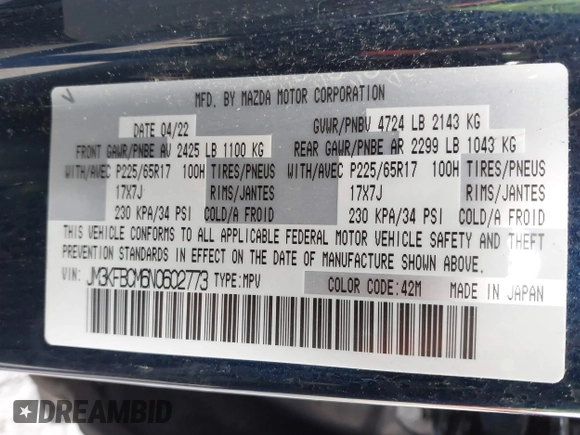 MFD. BY MAZDA MOTOR CORPORATION
DATE 04/22 GVWR/PNBV 4724 LB 2143 KG
FRONT GAWR/PNBE AV 2425 LB 1100 KG REAR GAWR/PNBE AR 2299 LB 1043 KG
WITH/AVEC P225/65R17 100H TIRES/PNEUS WITH/AVEC P225/65R17 100H TIRES/PNEUS
17X7J RIMS/JANTES 17X7J RIMS/JANTES
230 KPA/34 PSI COLD/A FROID 230 KPA/34 PSI COLD/A FROID
THIS VEHICLE CONFORMS TO ALL APPLICABLE FEDERAL MOTOR VEHICLE SAFETY AND THEFT
PREVENTION STANDARDS IN EFFECT ON THE DATE OF MANUFACTURE SHOWN ABOVE.
VIN: JM3KFBCM6N0602773 TYPE:MPV COLOR CODE:42M MADE IN JAPAN
DREAMBID